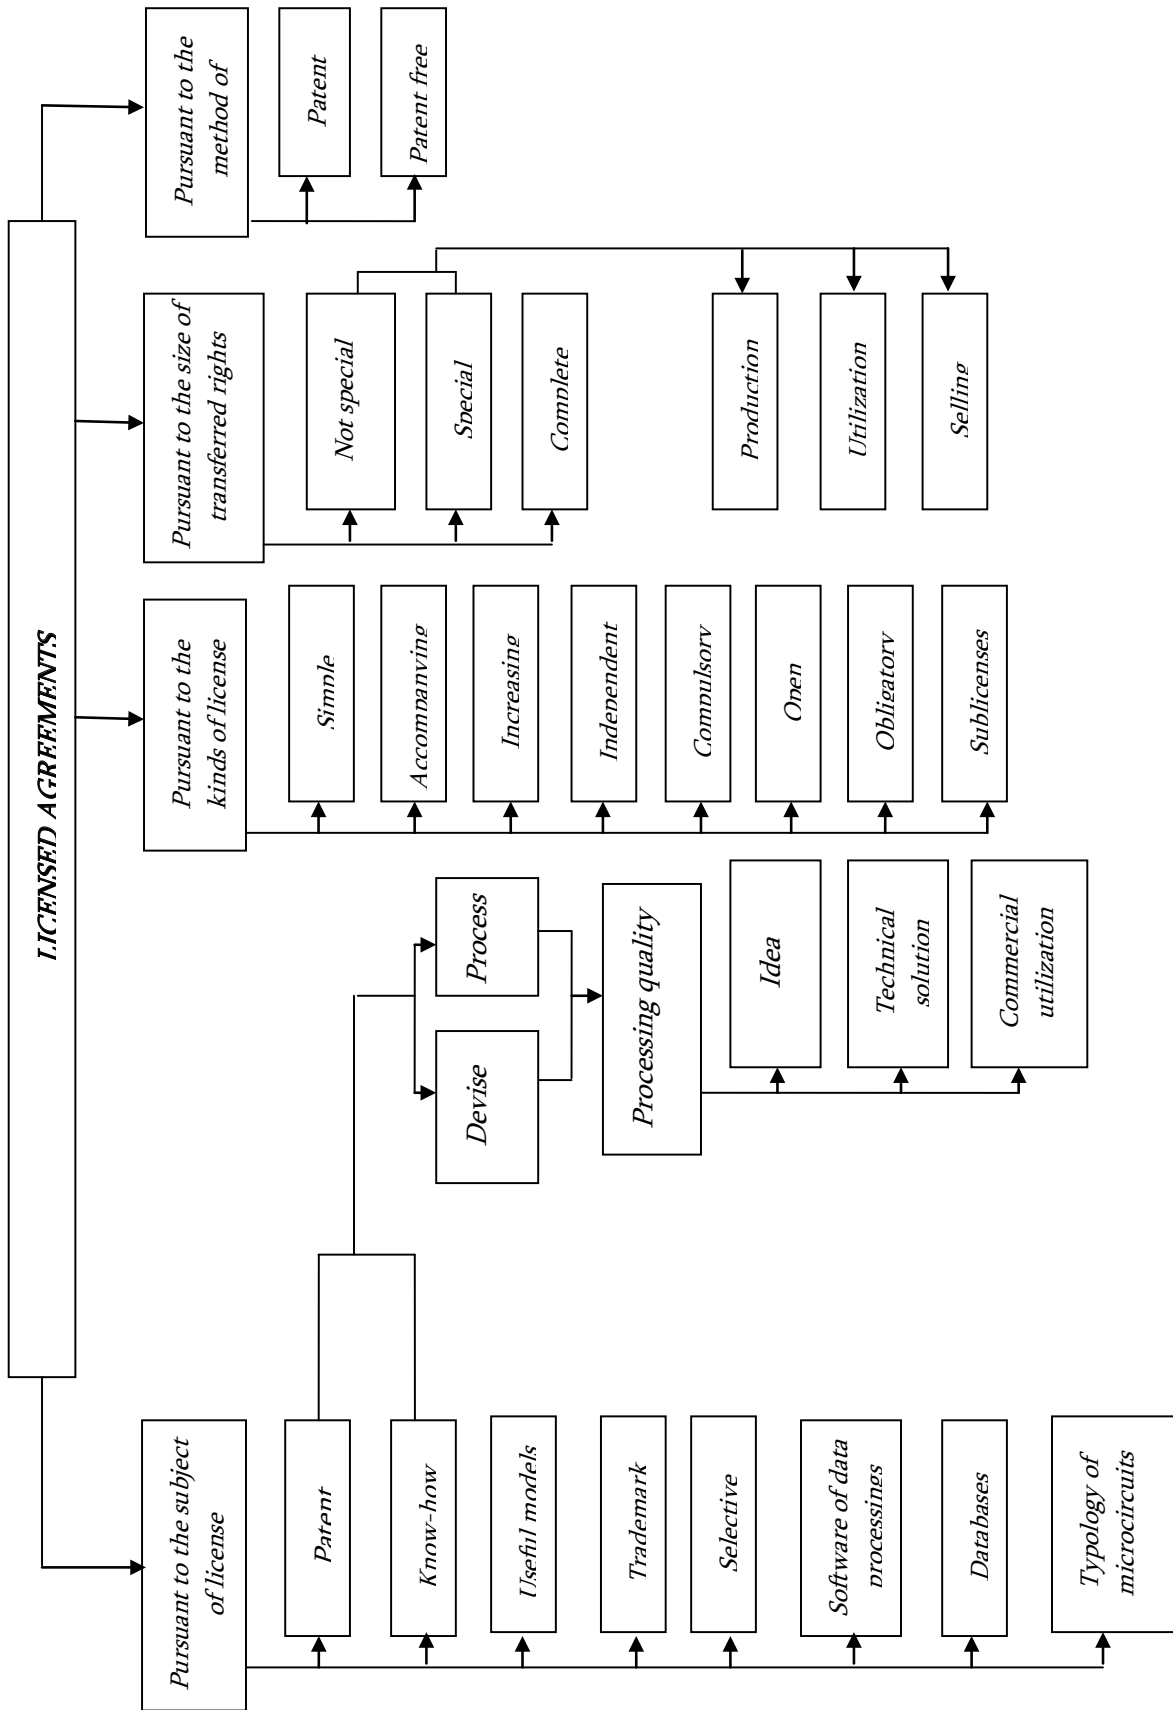 LICENSED AGREEMENTS
Pursuant to the subject
of license
Patent
Know-how
Useful models
Trademark
Selective
Software of data
processings
Databases
Typology of
microcircuits
Devise
Process
Processing quality
Idea
Technical
solution
Commercial
utilization
Pursuant to the
kinds of license
Simple
Accompanying
Increasing
Independent
Compulsory
Open
Obligatory
Sublicenses
Pursuant to the size of
transferred rights
Not special
Special
Complete
Production
Utilization
Selling
Pursuant to the
method of
Patent
Patent free